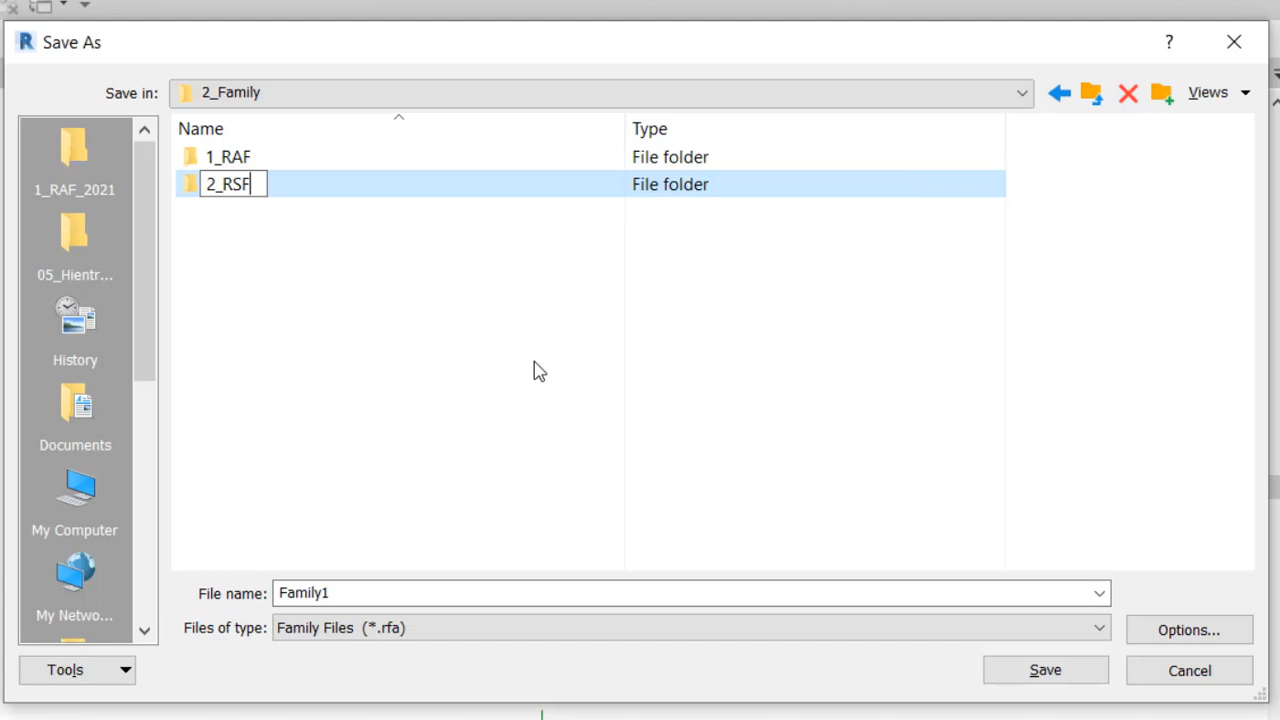 R Save As
?
Save in: 2_Family
Views
Name Type
1_RAF File folder
2_RSF File folder
1_RAF_2021
05_Hientr...
History
Documents
My Computer
My Netwo...
File name: Family1
Files of type: Family Files (*.rfa)
Options...
Tools
Save
Cancel